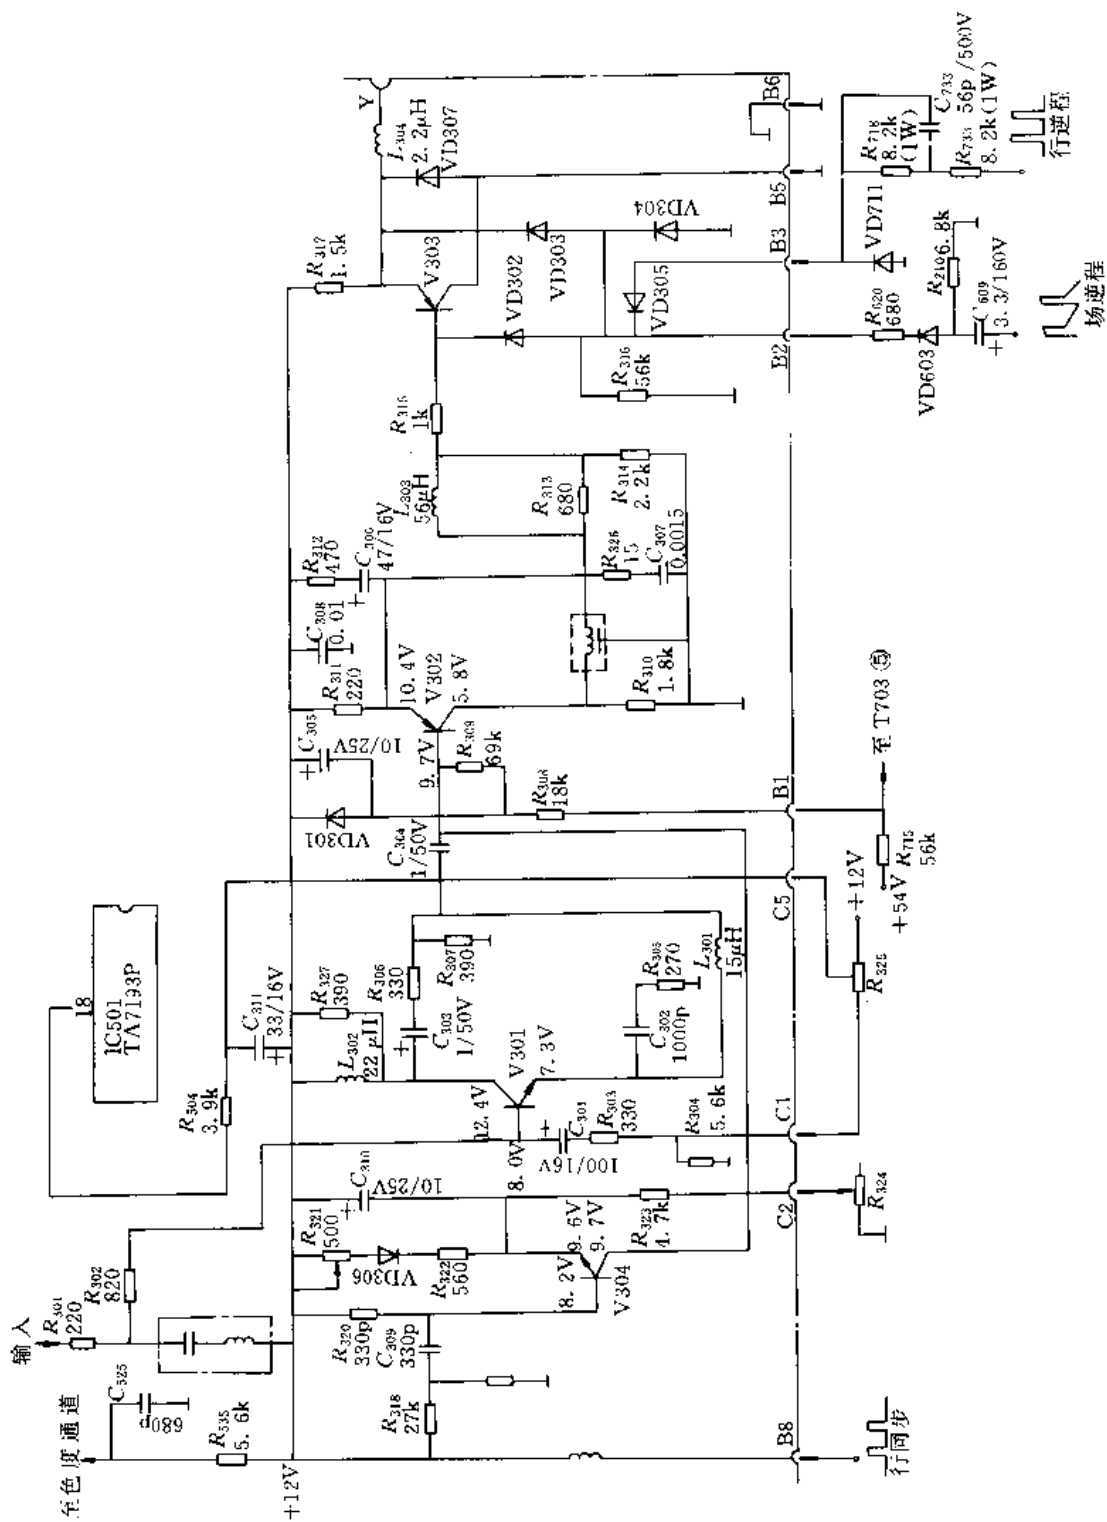 至色度通道
C525
680p
R535
5.6k
+12V
输入
R301
220
R302
820
R504
3.9k
18
IC501
TA7193P
C311
33/16V
R327
390
L302
R306
330
R307
390
C303
1/50V
V301
7.3V
12.4V
8.0V
C301
100/16V
R303
330
R304
5.6k
C302
1000p
R305
270
L301
15μH
R321
500
C310
10/25V
VD306
R322
560
R320
330p
C309
330p
R318
27k
8.2V
9.6V
9.7V
V304
R323
4.7k
VD301
C305
10/25V
C304
1/50V
9.7V
R309
69k
R308
18k
R311
220
C308
0.01
10.4V
V302
5.8V
R312
470
C306
47/16V
R310
1.8k
R326
15
C307
0.0015
L303
56μH
R313
680
R314
2.2k
R315
1k
R316
56k
R317
1.5k
V303
VD302
VD303
VD304
VD305
L304
2.2μH
VD307
Y
B8
C2
C1
C5
B1
B2
B3
B5
B6
行同步
R324
R325
+12V
+54V
R715
56k
至T703⑤
VD603
R620
680
R210
6.8k
C609
3.3/160V
场逆程
VD711
R718
8.2k
(1W)
C733
56p/500V
R733
8.2k(1W)
行逆程